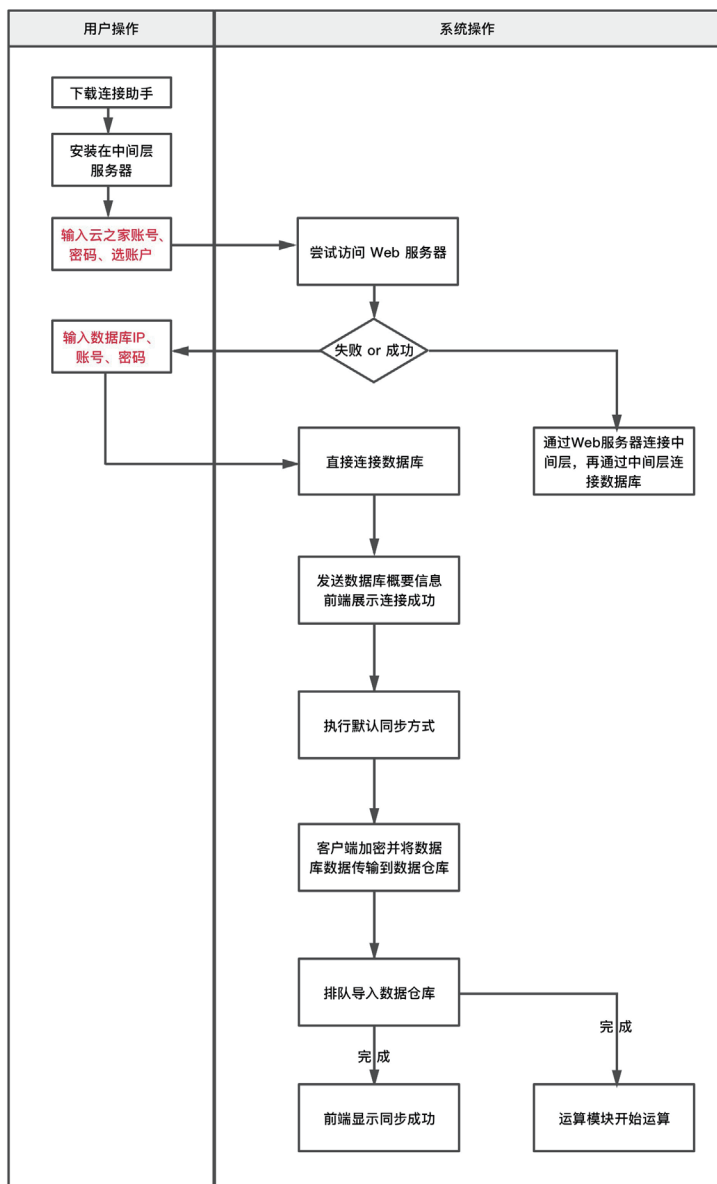 用户操作
系统操作
下载连接助手
安装在中间层
服务器
输入云之家账号、
密码、选账户
尝试访问 Web 服务器
输入数据库IP、
账号、密码
失败 or 成功
直接连接数据库
通过Web服务器连接中
间层，再通过中间层连
接数据库
发送数据库概要信息
前端展示连接成功
执行默认同步方式
客户端加密并将数据
库数据传输到数据仓库
排队导入数据仓库
完 成
完 成
前端显示同步成功
运算模块开始运算